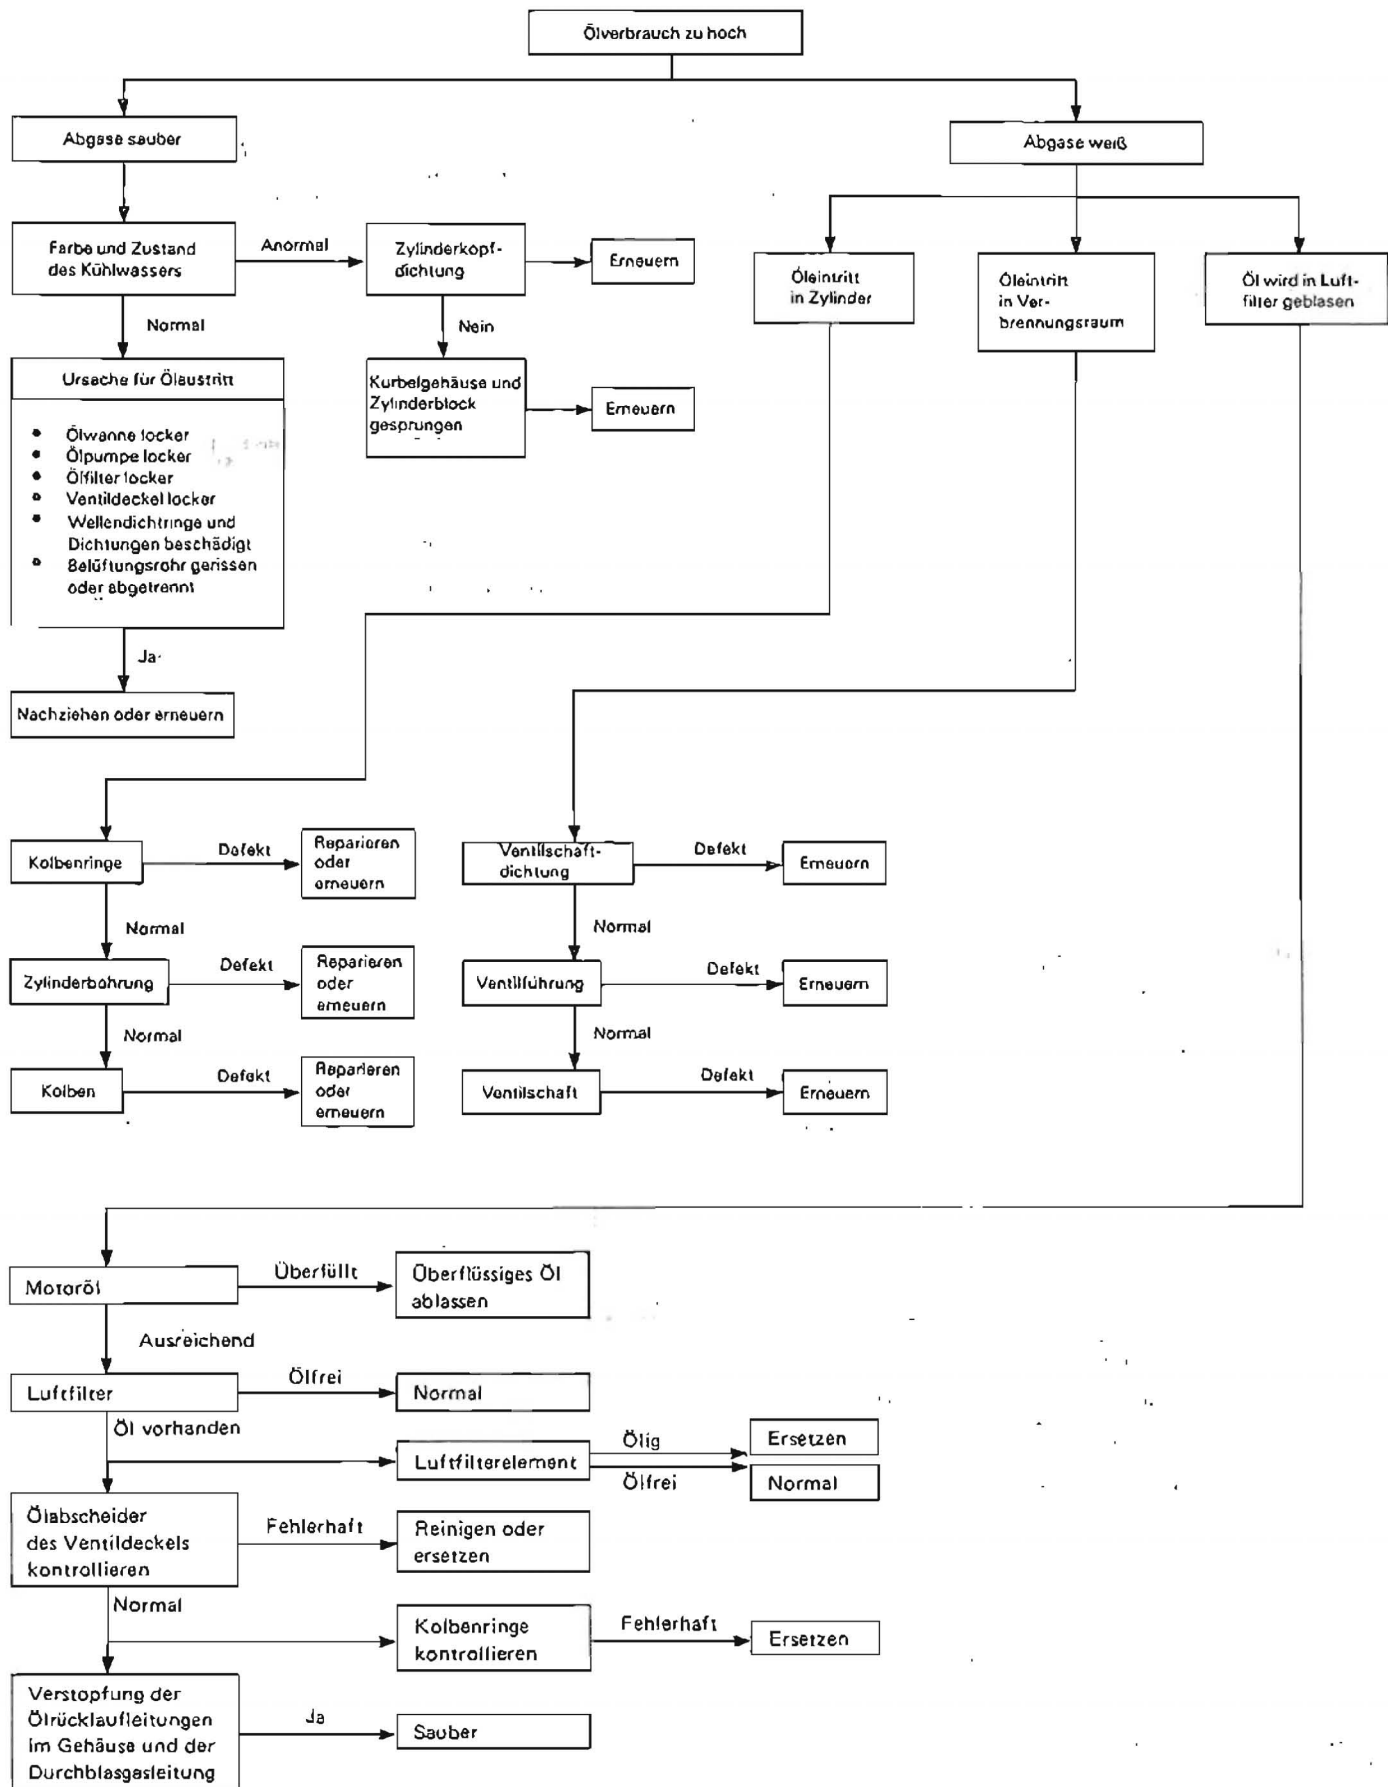 Ölverbrauch zu hoch
Abgase sauber
Abgase weiß
Farbe und Zustand
des Kühlwassers
Anormal
Zylinderkopf-
dichtung
Erneuern
Öleintritt
in Zylinder
Öleintritt
in Ver-
brennungsraum
Öl wird in Luft-
filter geblasen
Normal
Nein
Ursache für Ölaustritt
• Ölwanne locker
• Ölpumpe locker
• Ölfilter locker
• Ventildeckel locker
• Wellendichtringe und
Dichtungen beschädigt
• Belüftungsrohr gerissen
oder abgetrennt
Kurbelgehäuse und
Zylinderblock
gesprungen
Erneuern
Ja
Nachziehen oder erneuern
Kolbenringe
Defekt
Reparieren
oder
erneuern
Normal
Zylinderbohrung
Defekt
Reparieren
oder
erneuern
Normal
Kolben
Defekt
Reparieren
oder
erneuern
Ventilschaft-
dichtung
Defekt
Erneuern
Normal
Ventilführung
Defekt
Erneuern
Normal
Ventilschaft
Defekt
Erneuern
Motoröl
Überfüllt
Überflüssiges Öl
ablassen
Ausreichend
Luftfilter
Ölfrei
Normal
Öl vorhanden
Luftfilterelement
Ölig
Ersetzen
Ölfrei
Normal
Ölabscheider
des Ventildeckels
kontrollieren
Fehlerhaft
Reinigen oder
ersetzen
Normal
Kolbenringe
kontrollieren
Fehlerhaft
Ersetzen
Verstopfung der
Ölrücklaufleitungen
im Gehäuse und der
Durchblasgasleitung
Ja
Sauber